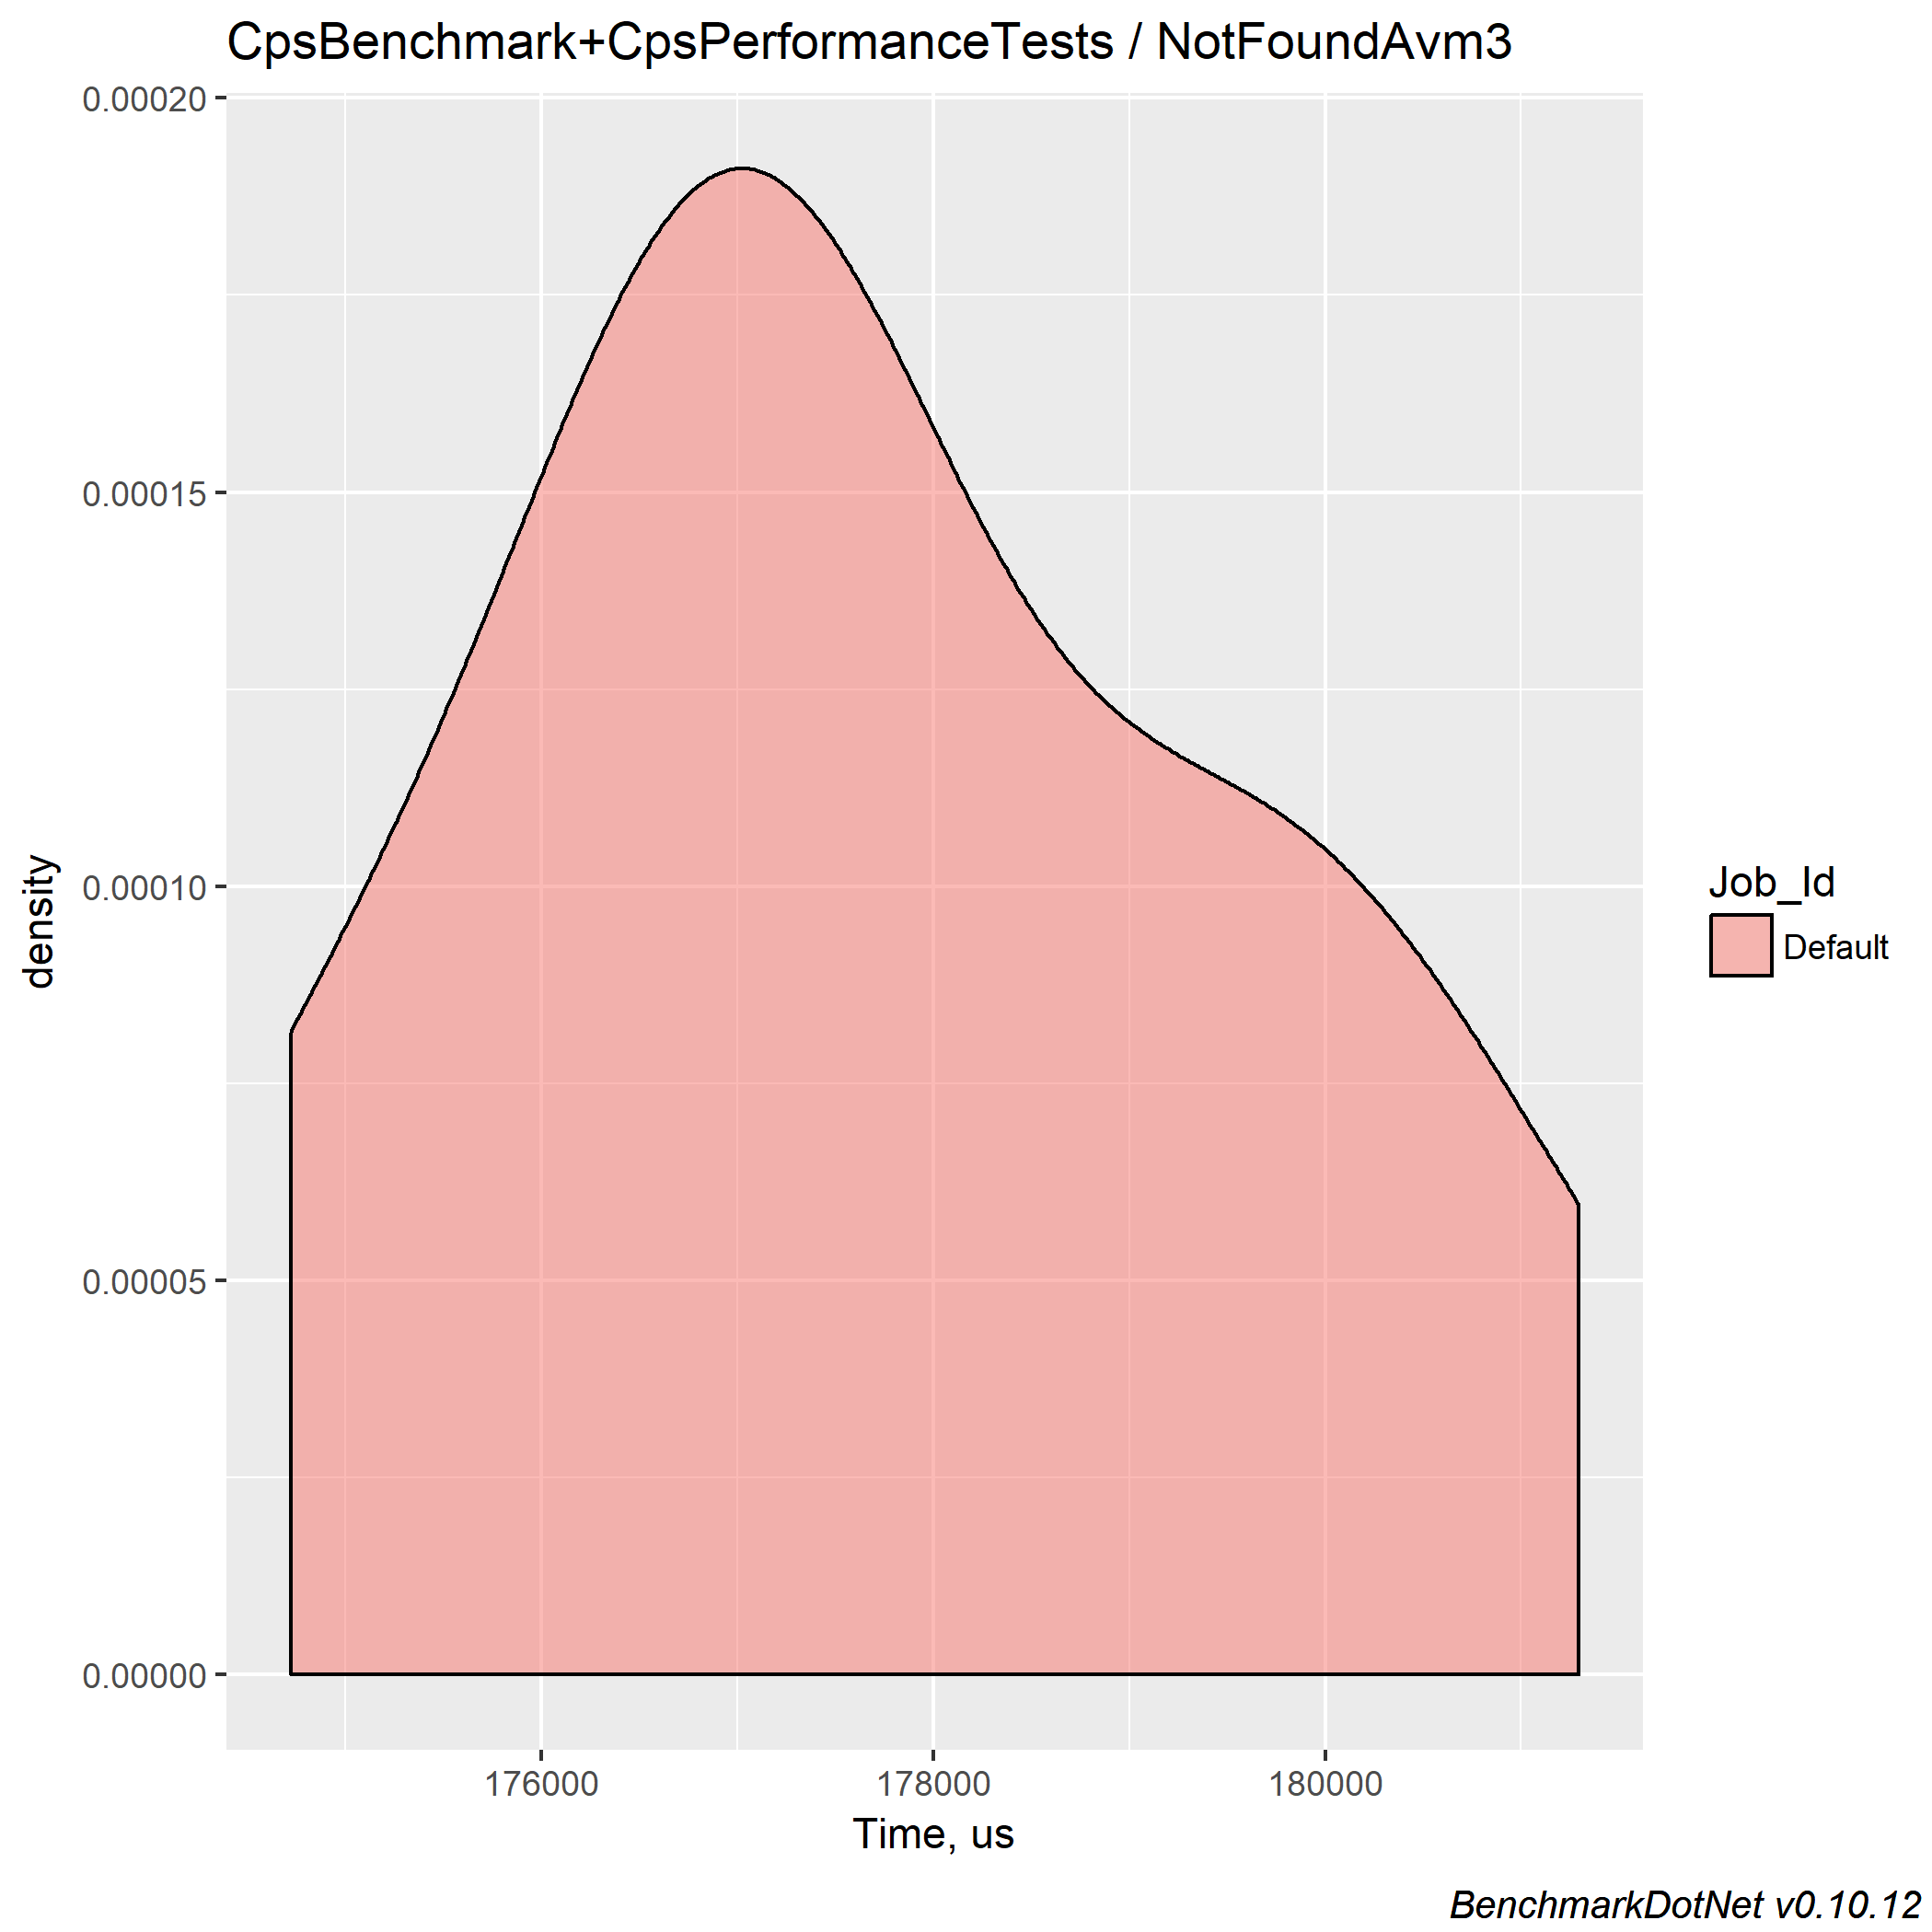 CpsBenchmark+CpsPerformanceTests / NotFoundAvm3
0.00020
0.00015
0.00010
0.00005
0.00000
density
176000 178000 180000
Time, us
Job_Id
Default
BenchmarkDotNet v0.10.12